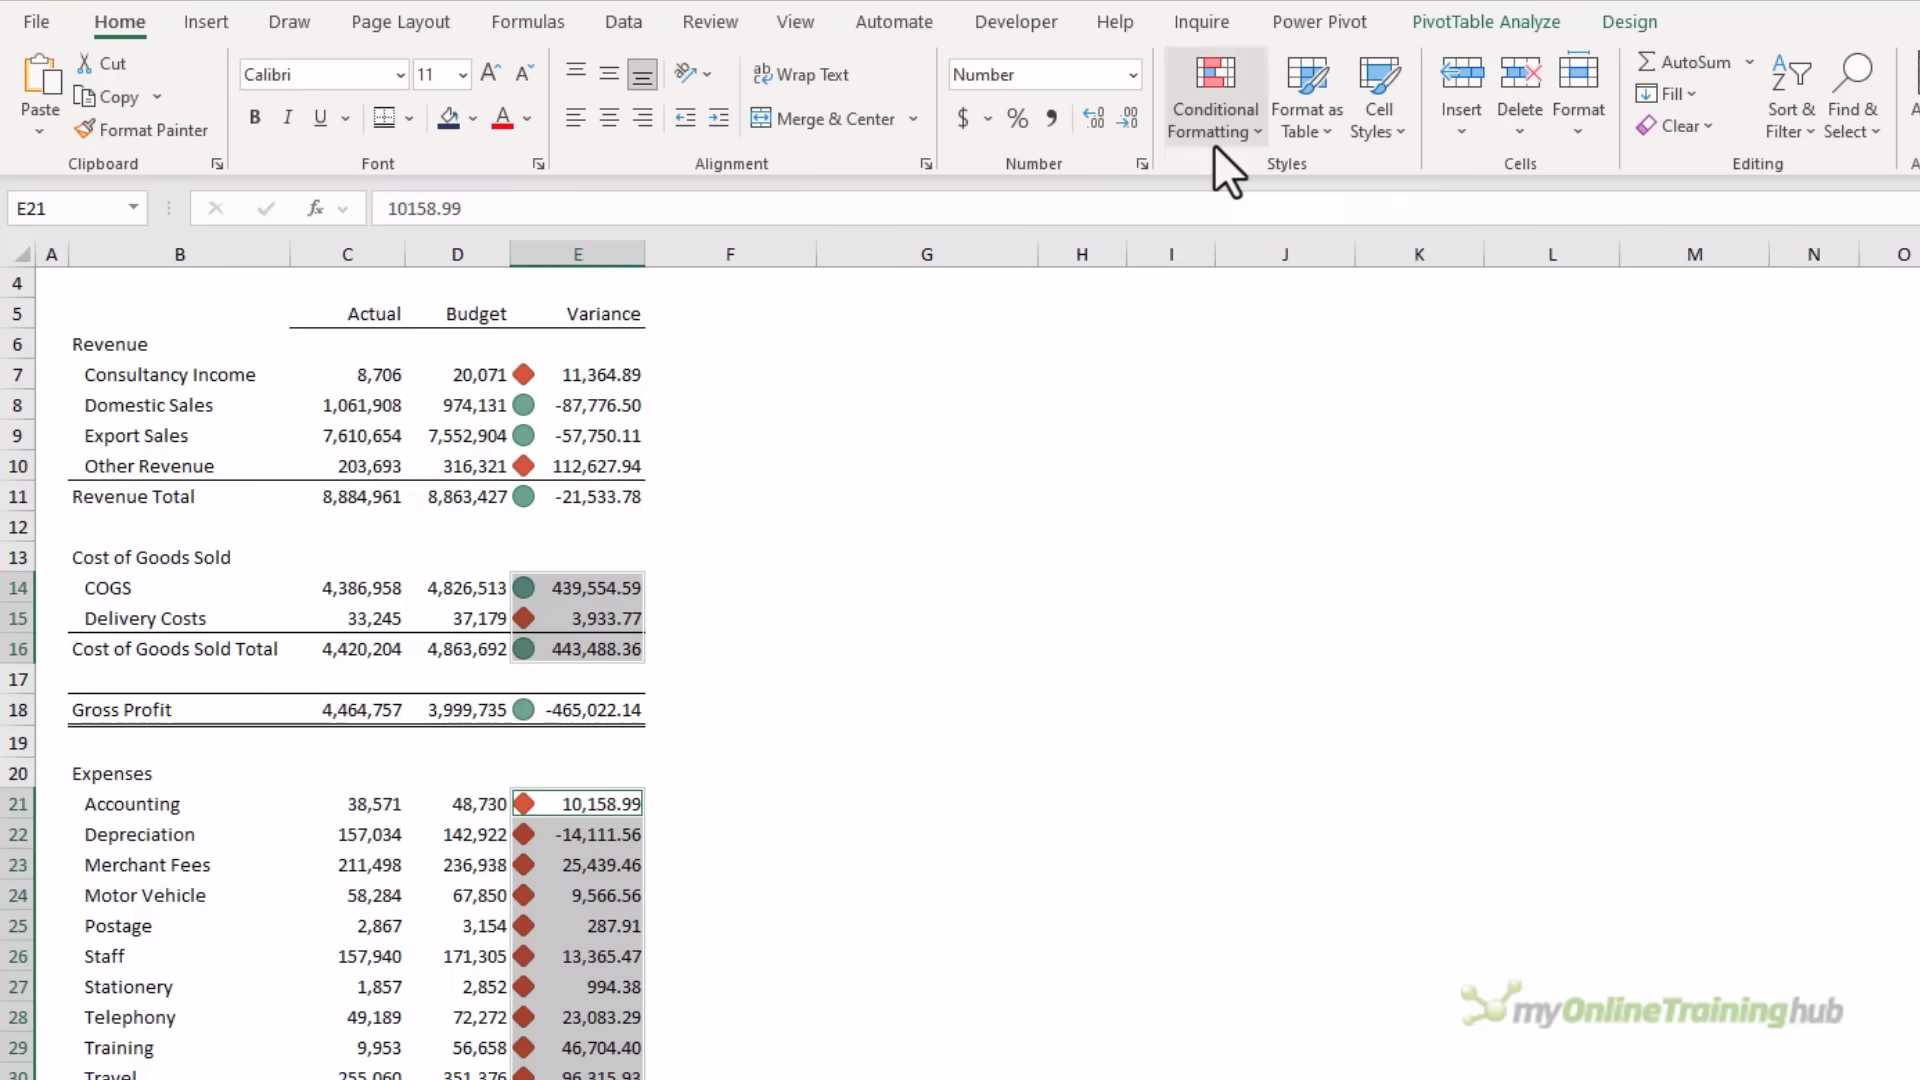 File Home Insert Draw Page Layout Formulas Data Review View Automate Developer Help Inquire Power Pivot PivotTable Analyze Design
Paste
Cut
Copy
Format Painter
Clipboard
Calibri 11
B I U
Font
Wrap Text
Merge & Center
Alignment
Number
$ %
Number
Conditional Formatting
Format as Table
Cell Styles
Styles
Insert Delete Format
Cells
AutoSum
Fill
Clear
Sort & Filter
Find & Select
Editing
E21 fx 10158.99
A B C D E F G H I J K L M N O
4
5 Actual Budget Variance
6 Revenue
7 Consultancy Income 8,706 20,071 11,364.89
8 Domestic Sales 1,061,908 974,131 -87,776.50
9 Export Sales 7,610,654 7,552,904 -57,750.11
10 Other Revenue 203,693 316,321 112,627.94
11 Revenue Total 8,884,961 8,863,427 -21,533.78
12
13 Cost of Goods Sold
14 COGS 4,386,958 4,826,513 439,554.59
15 Delivery Costs 33,245 37,179 3,933.77
16 Cost of Goods Sold Total 4,420,204 4,863,692 443,488.36
17
18 Gross Profit 4,464,757 3,999,735 -465,022.14
19
20 Expenses
21 Accounting 38,571 48,730 10,158.99
22 Depreciation 157,034 142,922 -14,111.56
23 Merchant Fees 211,498 236,938 25,439.46
24 Motor Vehicle 58,284 67,850 9,566.56
25 Postage 2,867 3,154 287.91
26 Staff 157,940 171,305 13,365.47
27 Stationery 1,857 2,852 994.38
28 Telephony 49,189 72,272 23,083.29
29 Training 9,953 56,658 46,704.40
30 Travel 255,060 351,376 96,315.93
myOnlineTraininghub